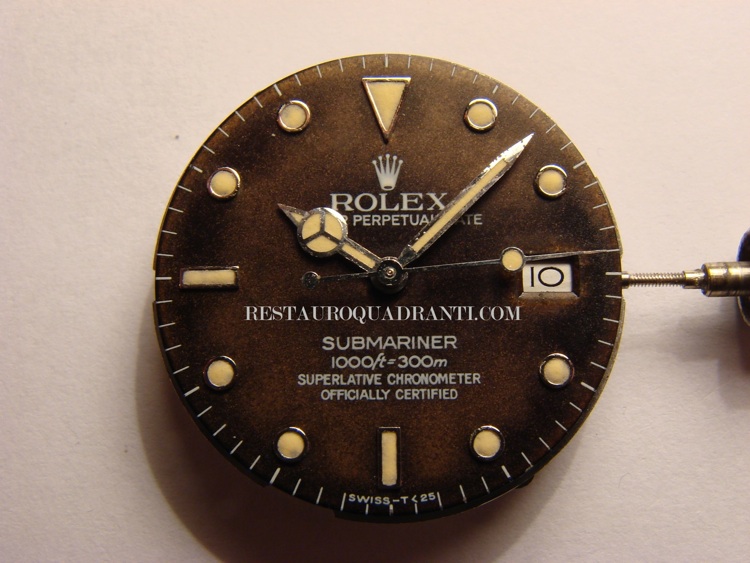 ROLEX
PERPETUAL
10
RESTAUROQUADRANTI.COM
SUBMARINER
1000ft=300m
SUPERLATIVE CHRONOMETER
OFFICIALLY CERTIFIED
SWISS-T<25